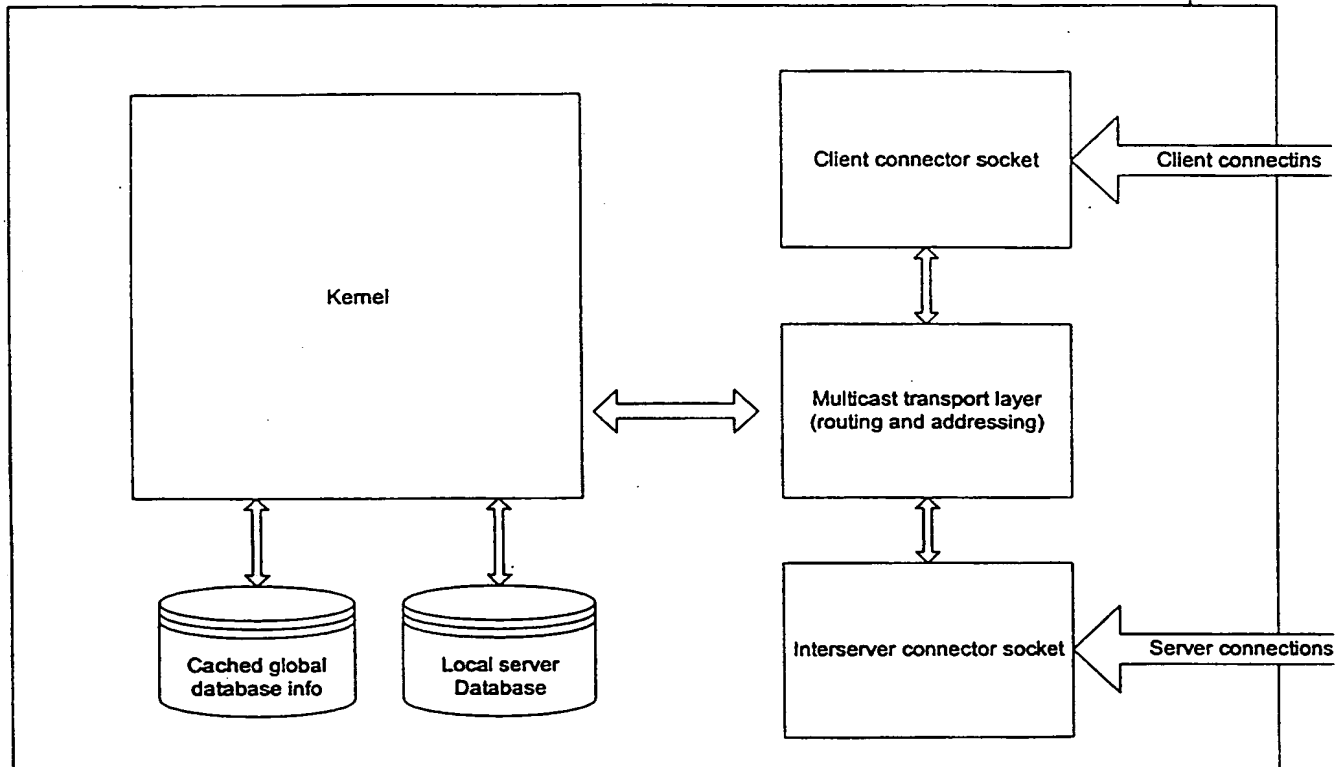 Client connector socket
Client connectins
Kernel
Multicast transport layer
(routing and addressing)
Interserver connector socket
Server connections
Cached global
database info
Local server
Database